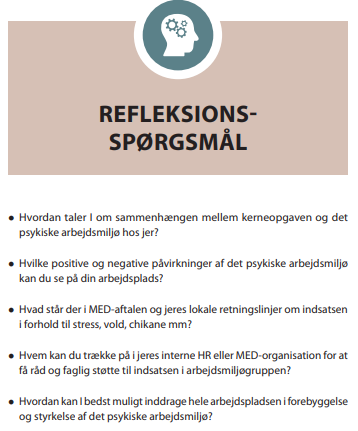 REFLEKSIONS-
SPØRGSMÅL
● Hvordan taler I om sammenhængen mellem kerneopgaven og det
psykiske arbejdsmiljø hos jer?
● Hvilke positive og negative påvirkninger af det psykiske arbejdsmiljø
kan du se på din arbejdsplads?
● Hvad står der i MED-aftalen og jeres lokale retningslinjer om indsatsen
i forhold til stress, vold, chikane mm?
● Hvem kan du trække på i jeres interne HR eller MED-organisation for at
få råd og faglig støtte til indsatsen i arbejdsmiljøgruppen?
● Hvordan kan I bedst muligt inddrage hele arbejdspladsen i forebyggelse
og styrkelse af det psykiske arbejdsmiljø?